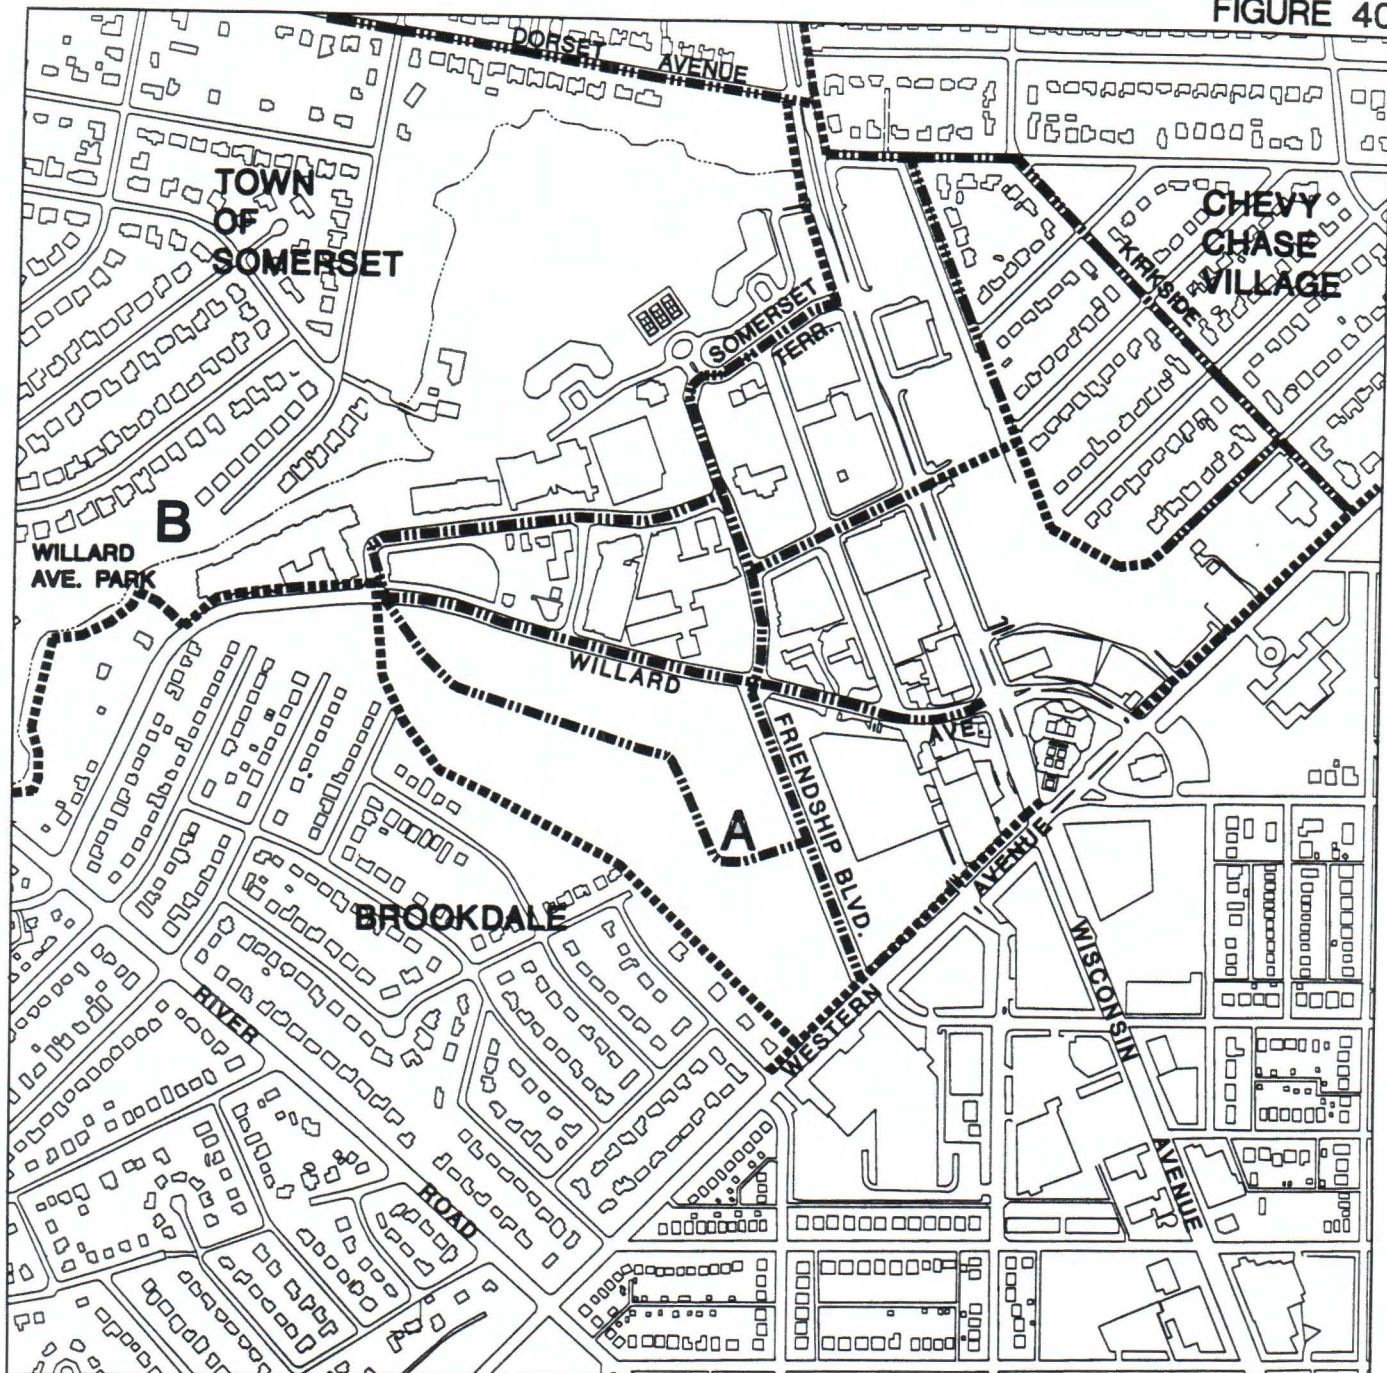 FIGURE 40
DORSET AVENUE
TOWN
OF
SOMERSET
CHEVY
CHASE
VILLAGE
KIRKSIDE
SOMERSET
TERR.
B
WILLARD
AVE. PARK
WILLARD AVE.
FRIENDSHIP BLVD.
A
BROOKDALE
WESTERN AVENUE
WISCONSIN AVENUE
RIVER ROAD